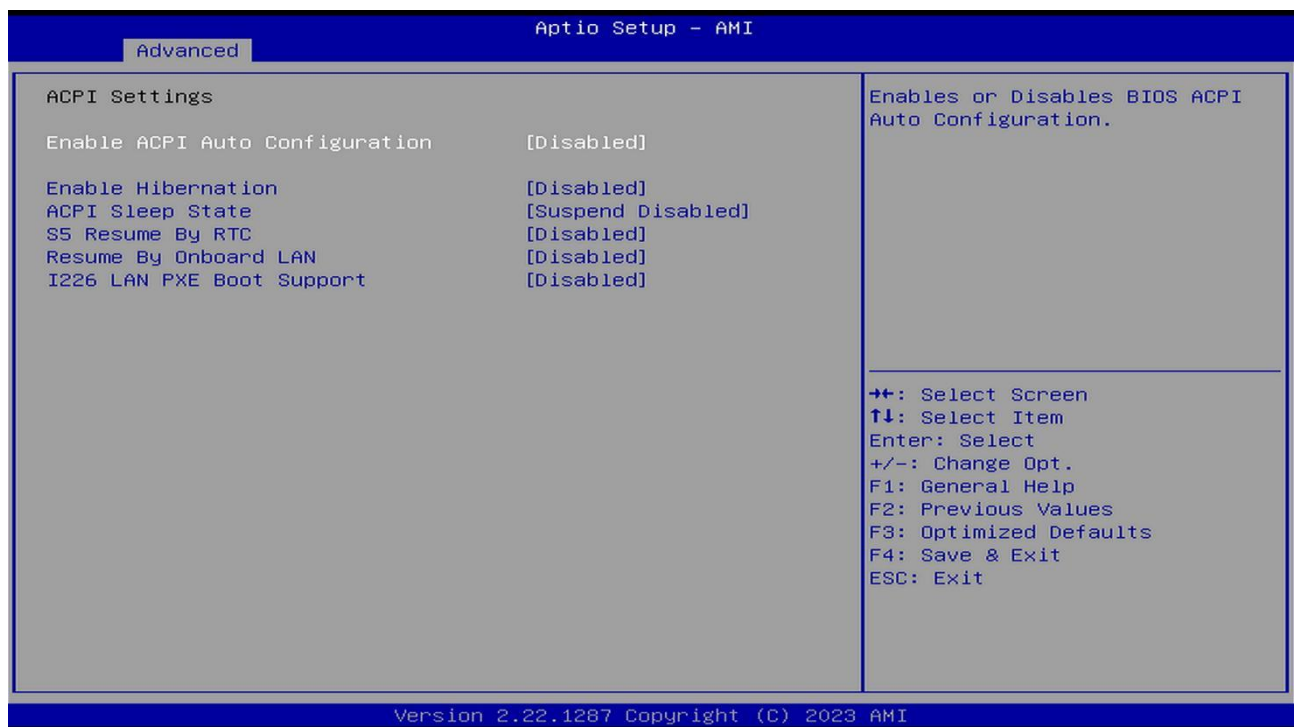 Aptio Setup – AMI
Advanced
ACPI Settings
Enable ACPI Auto Configuration [Disabled]
Enable Hibernation [Disabled]
ACPI Sleep State [Suspend Disabled]
S5 Resume By RTC [Disabled]
Resume By Onboard LAN [Disabled]
I226 LAN PXE Boot Support [Disabled]
Enables or Disables BIOS ACPI
Auto Configuration.
→←: Select Screen
↑↓: Select Item
Enter: Select
+/-: Change Opt.
F1: General Help
F2: Previous Values
F3: Optimized Defaults
F4: Save & Exit
ESC: Exit
Version 2.22.1287 Copyright (C) 2023 AMI